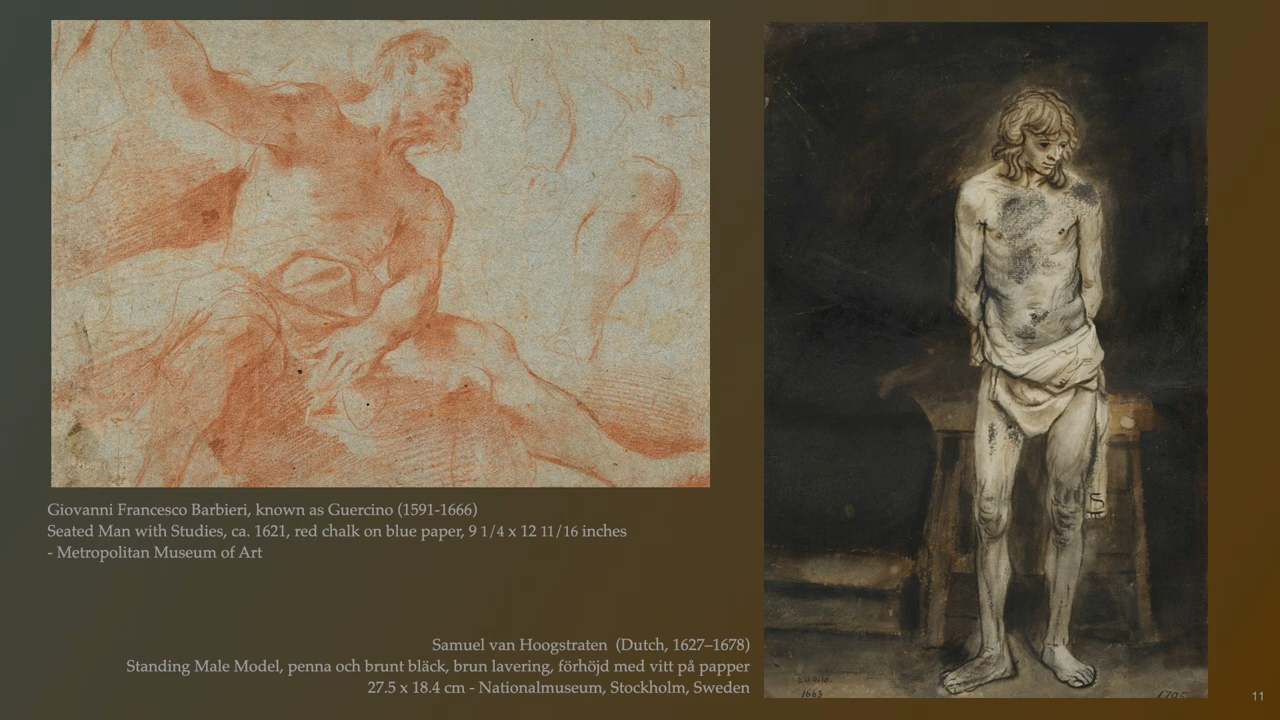 Giovanni Francesco Barbieri, known as Guercino (1591-1666)
Seated Man with Studies, ca. 1621, red chalk on blue paper, 9 1/4 x 12 11/16 inches
- Metropolitan Museum of Art
Samuel van Hoogstraten (Dutch, 1627–1678)
Standing Male Model, penna och brunt bläck, brun lavering, förhöjd med vitt på papper
27.5 x 18.4 cm - Nationalmuseum, Stockholm, Sweden
1663
1795
11